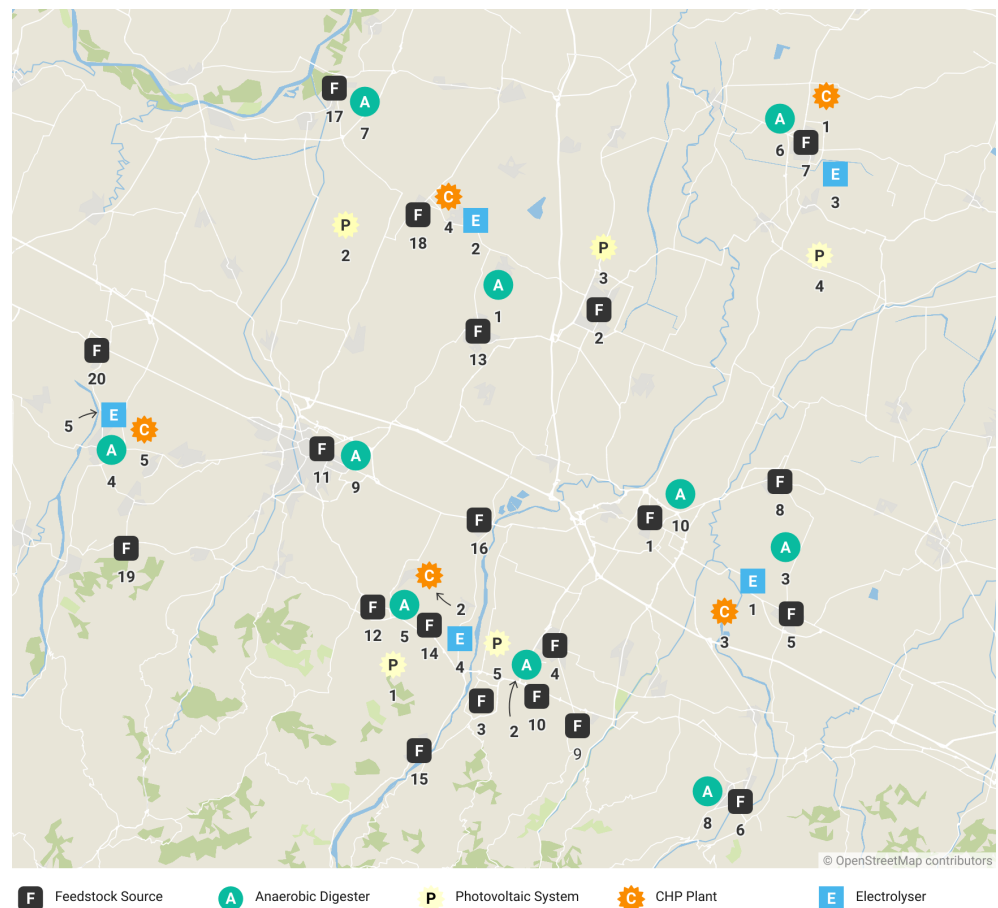 F
17
A
7
C
1
A
6
F
7
E
3
C
4
F
18
E
2
P
2
P
3
P
4
A
1
F
2
F
13
F
20
5
E
C
5
A
4
F
11
A
9
F
8
A
10
F
1
F
16
F
19
A
3
C
2
E
1
F
12
A
5
C
3
F
5
F
14
E
4
P
5
F
4
P
1
A
2
F
3
F
10
F
9
F
15
A
8
F
6
© OpenStreetMap contributors
F Feedstock Source A Anaerobic Digester P Photovoltaic System C CHP Plant E Electrolyser